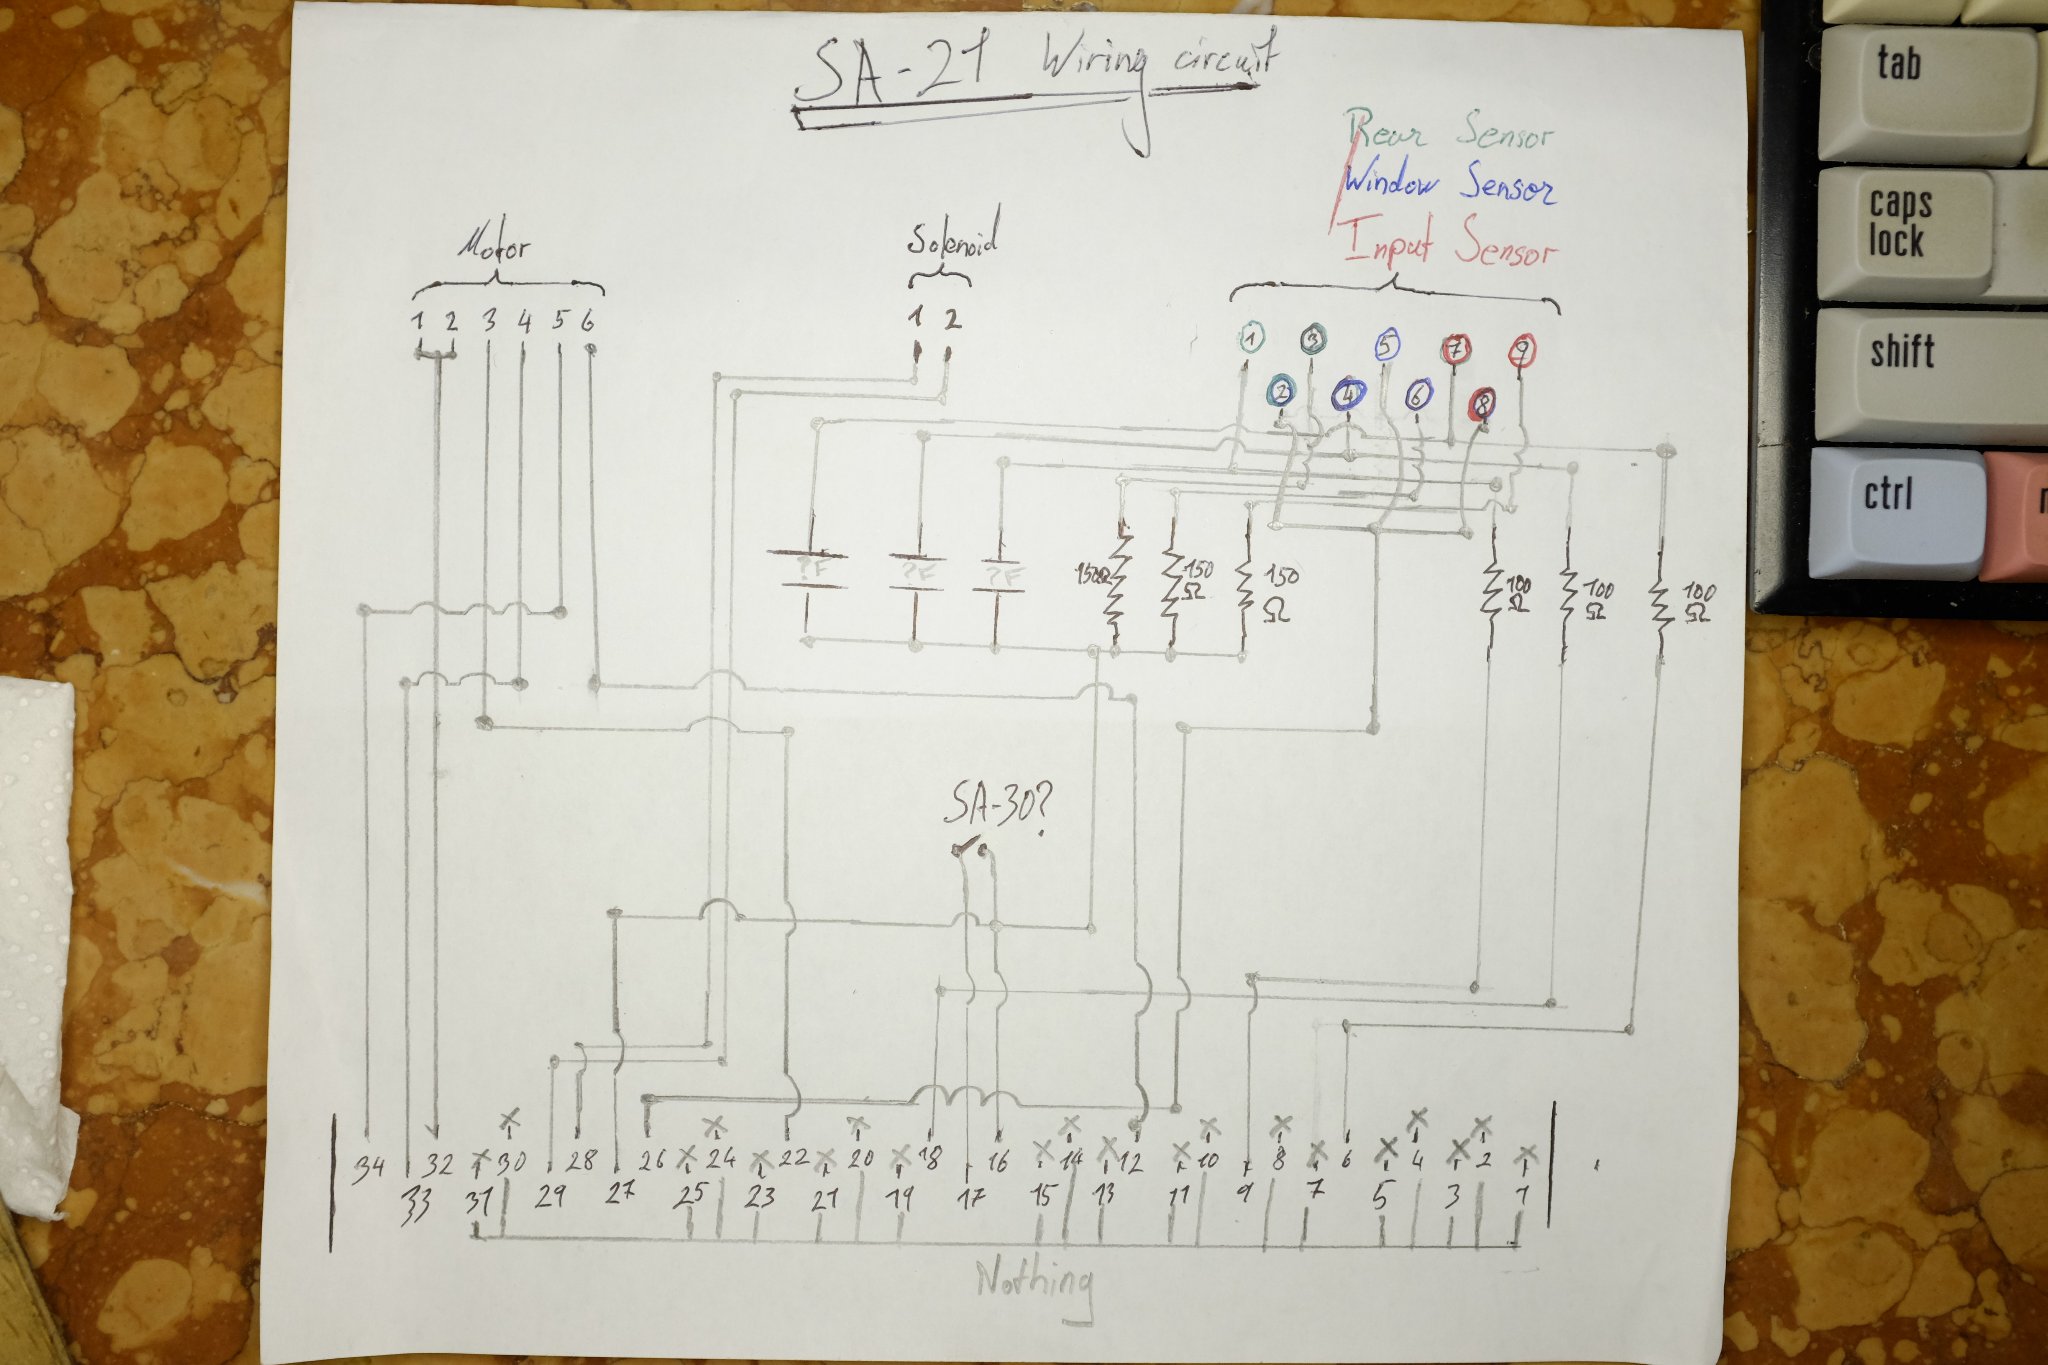 SA-21 Wiring circuit
Rear Sensor
Window Sensor
Input Sensor
Motor
Solenoid
1 2 3 4 5 6
1 2
1 3 5 7 9
2 4 6 8
?F ?F ?F
150Ω 150 Ω 150 Ω
100 Ω 100 Ω 100 Ω
SA-30?
34 32 30 28 26 24 22 20 18 16 14 12 10 8 6 4 2
33 31 29 27 25 23 21 19 17 15 13 11 9 7 5 3 1
Nothing
tab
caps lock
shift
ctrl